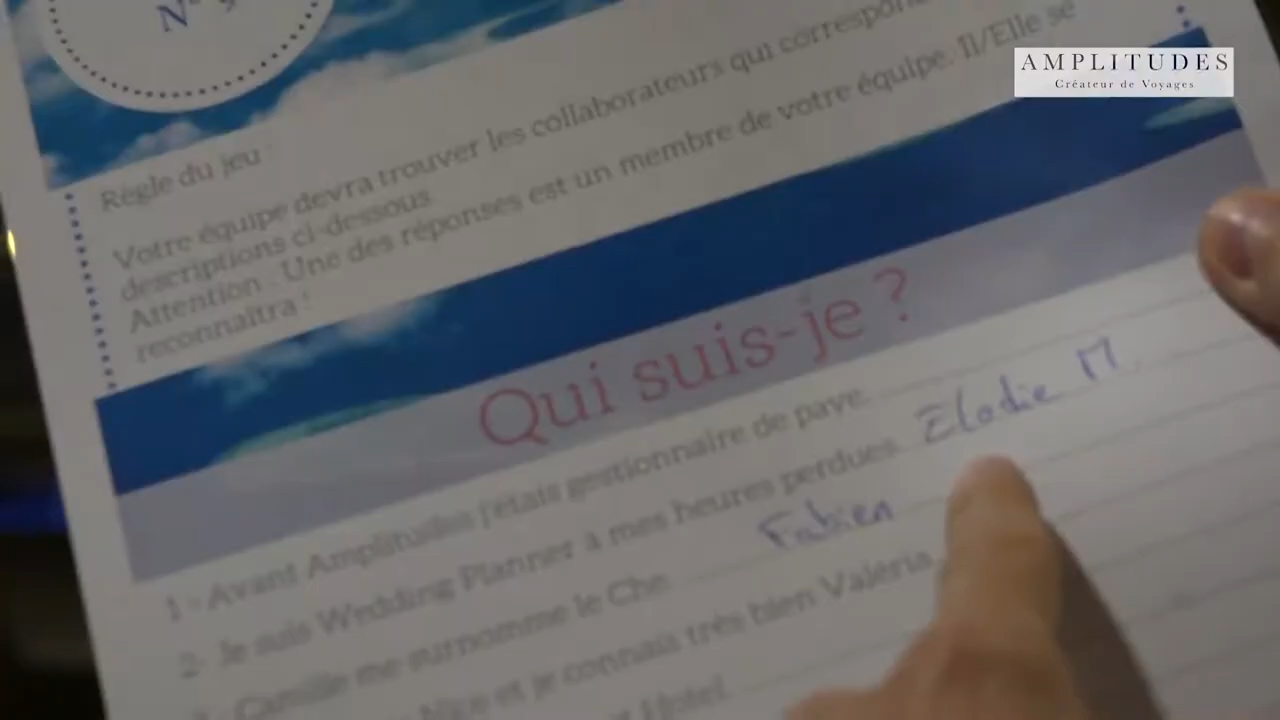 N°
AMPLITUDES
Créateur de Voyages
Règle du jeu :
Votre équipe devra trouver les collaborateurs qui correspond
descriptions ci-dessous
Attention : Une des réponses est un membre de votre équipe. Il/Elle se
reconnaîtra !
Qui suis-je ?
1 - Avant Amplitudes j'étais gestionnaire de paye.
2- Je suis Wedding Planner à mes heures perdues. Elodie M.
Camille me surnomme le Che Fabien
Nice et je connais très bien Valéria
Hotel